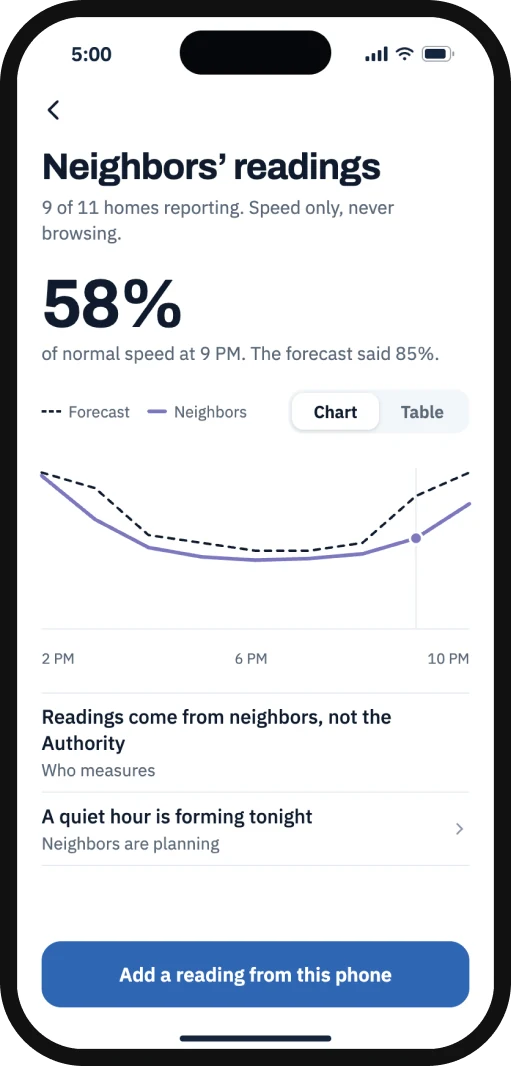 5:00
Neighbors’ readings
9 of 11 homes reporting. Speed only, never
browsing.
58%
of normal speed at 9 PM. The forecast said 85%.
Forecast Neighbors Chart Table
2 PM 6 PM 10 PM
Readings come from neighbors, not the
Authority
Who measures
A quiet hour is forming tonight
Neighbors are planning
Add a reading from this phone